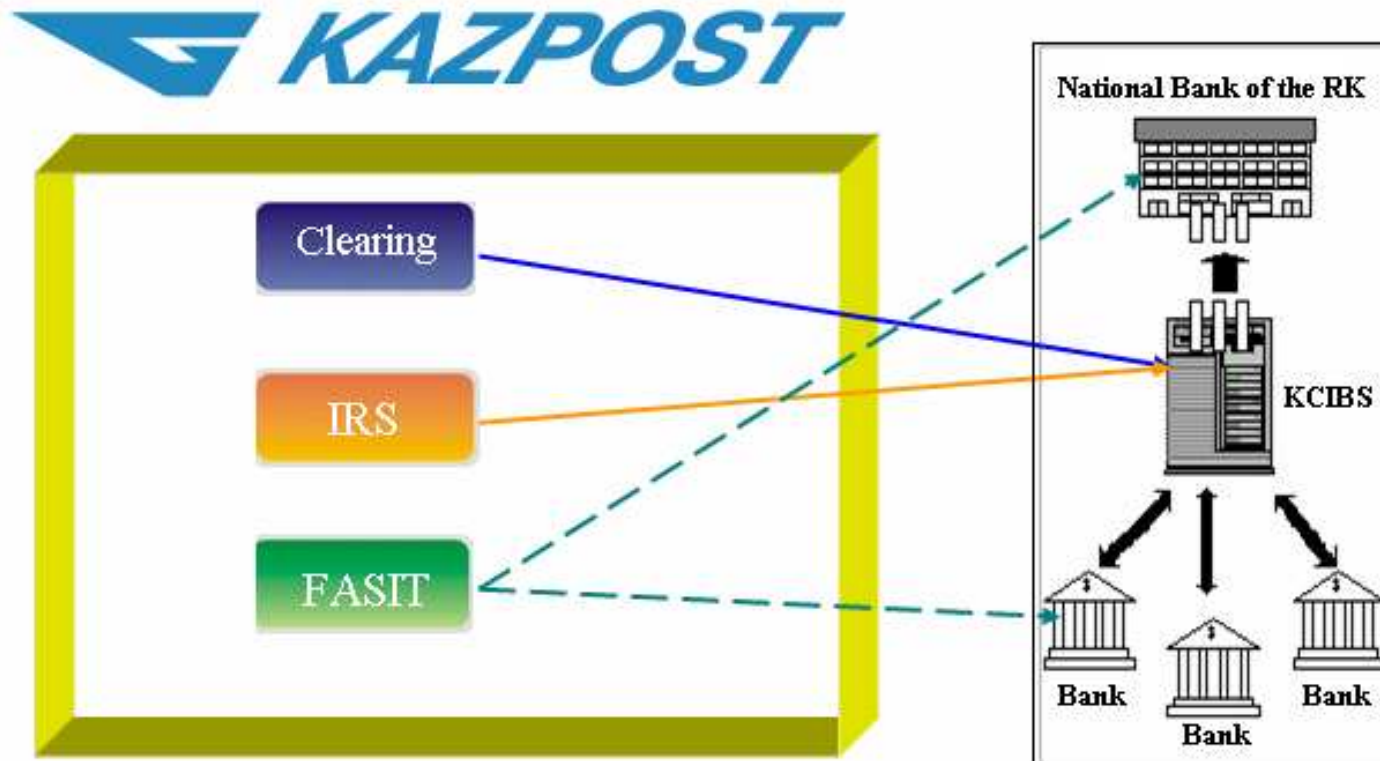 KAZPOST
National Bank of the RK
Clearing
IRS
KCIBS
FASIT
$
$
$
Bank
Bank
Bank